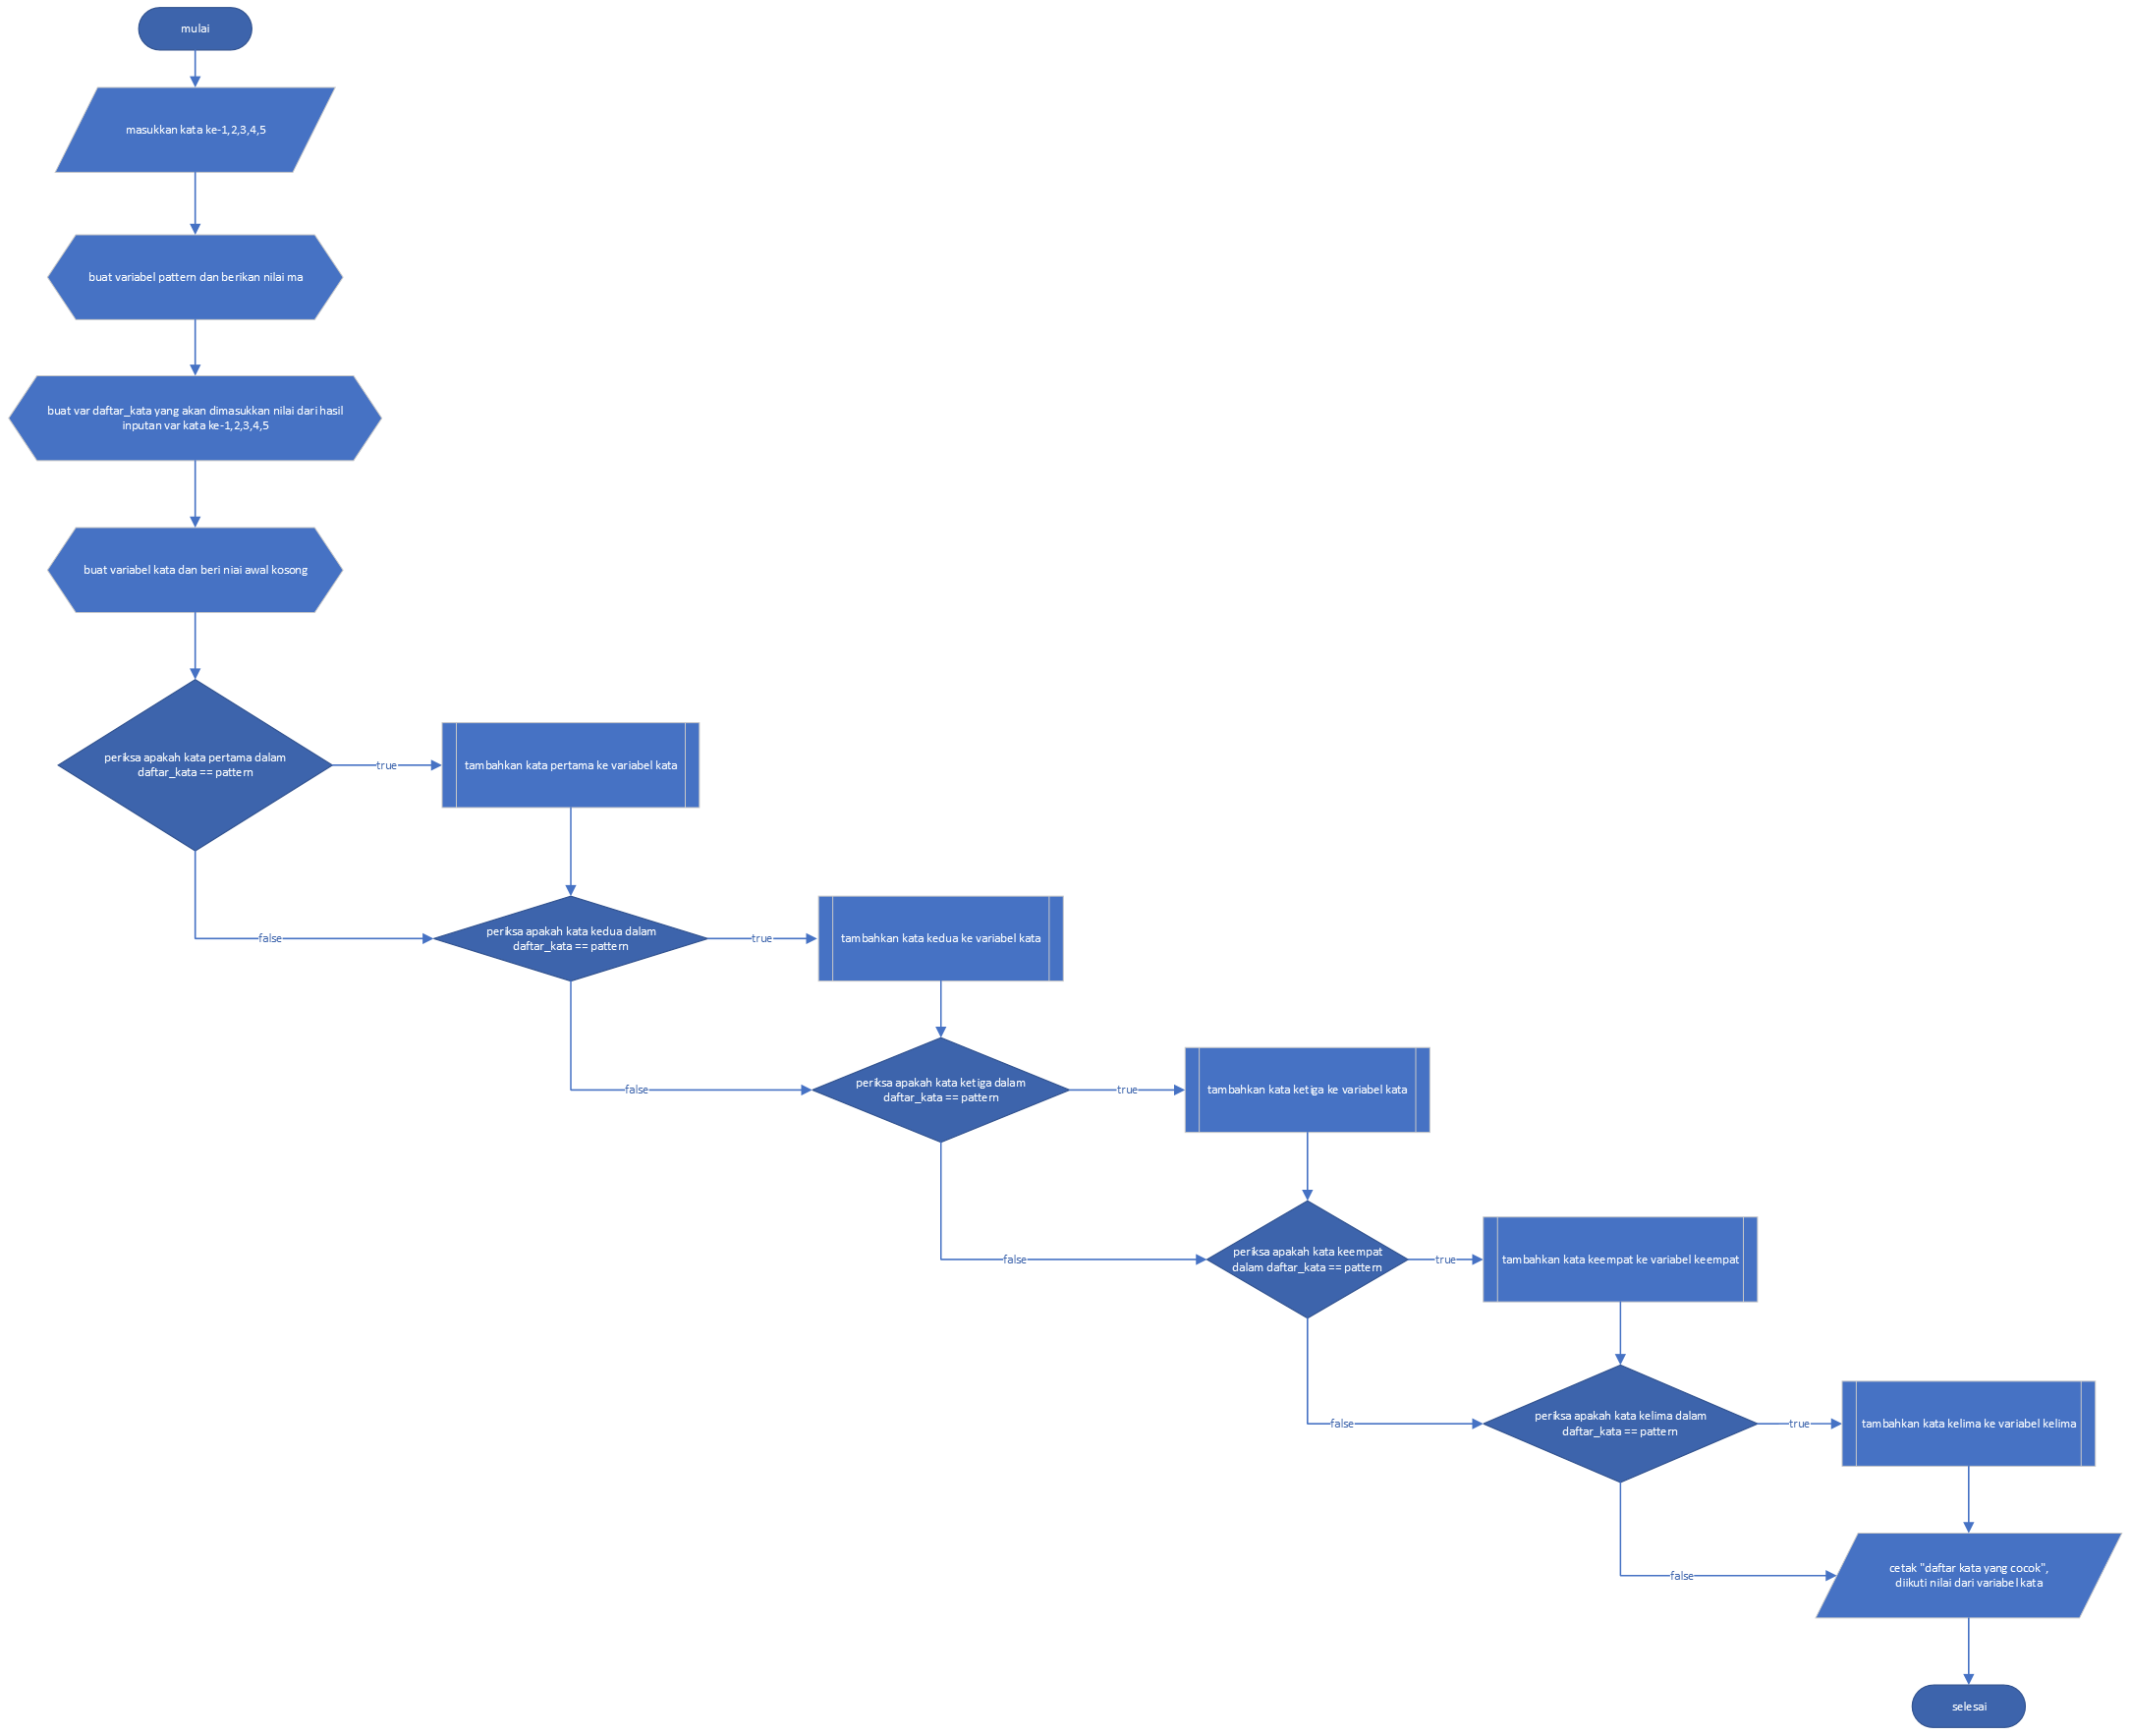 mulai
masukkan kata ke-1,2,3,4,5
buat variabel pattern dan berikan nilai ma
buat var daftar_kata yang akan dimasukkan nilai dari hasil
inputan var kata ke-1,2,3,4,5
buat variabel kata dan beri niai awal kosong
periksa apakah kata pertama dalam
daftar_kata == pattern
true
tambahkan kata pertama ke variabel kata
false
periksa apakah kata kedua dalam
daftar_kata == pattern
true
tambahkan kata kedua ke variabel kata
false
periksa apakah kata ketiga dalam
daftar_kata == pattern
true
tambahkan kata ketiga ke variabel kata
false
periksa apakah kata keempat
dalam daftar_kata == pattern
true
tambahkan kata keempat ke variabel keempat
false
periksa apakah kata kelima dalam
daftar_kata == pattern
true
tambahkan kata kelima ke variabel kelima
false
cetak "daftar kata yang cocok",
diikuti nilai dari variabel kata
selesai